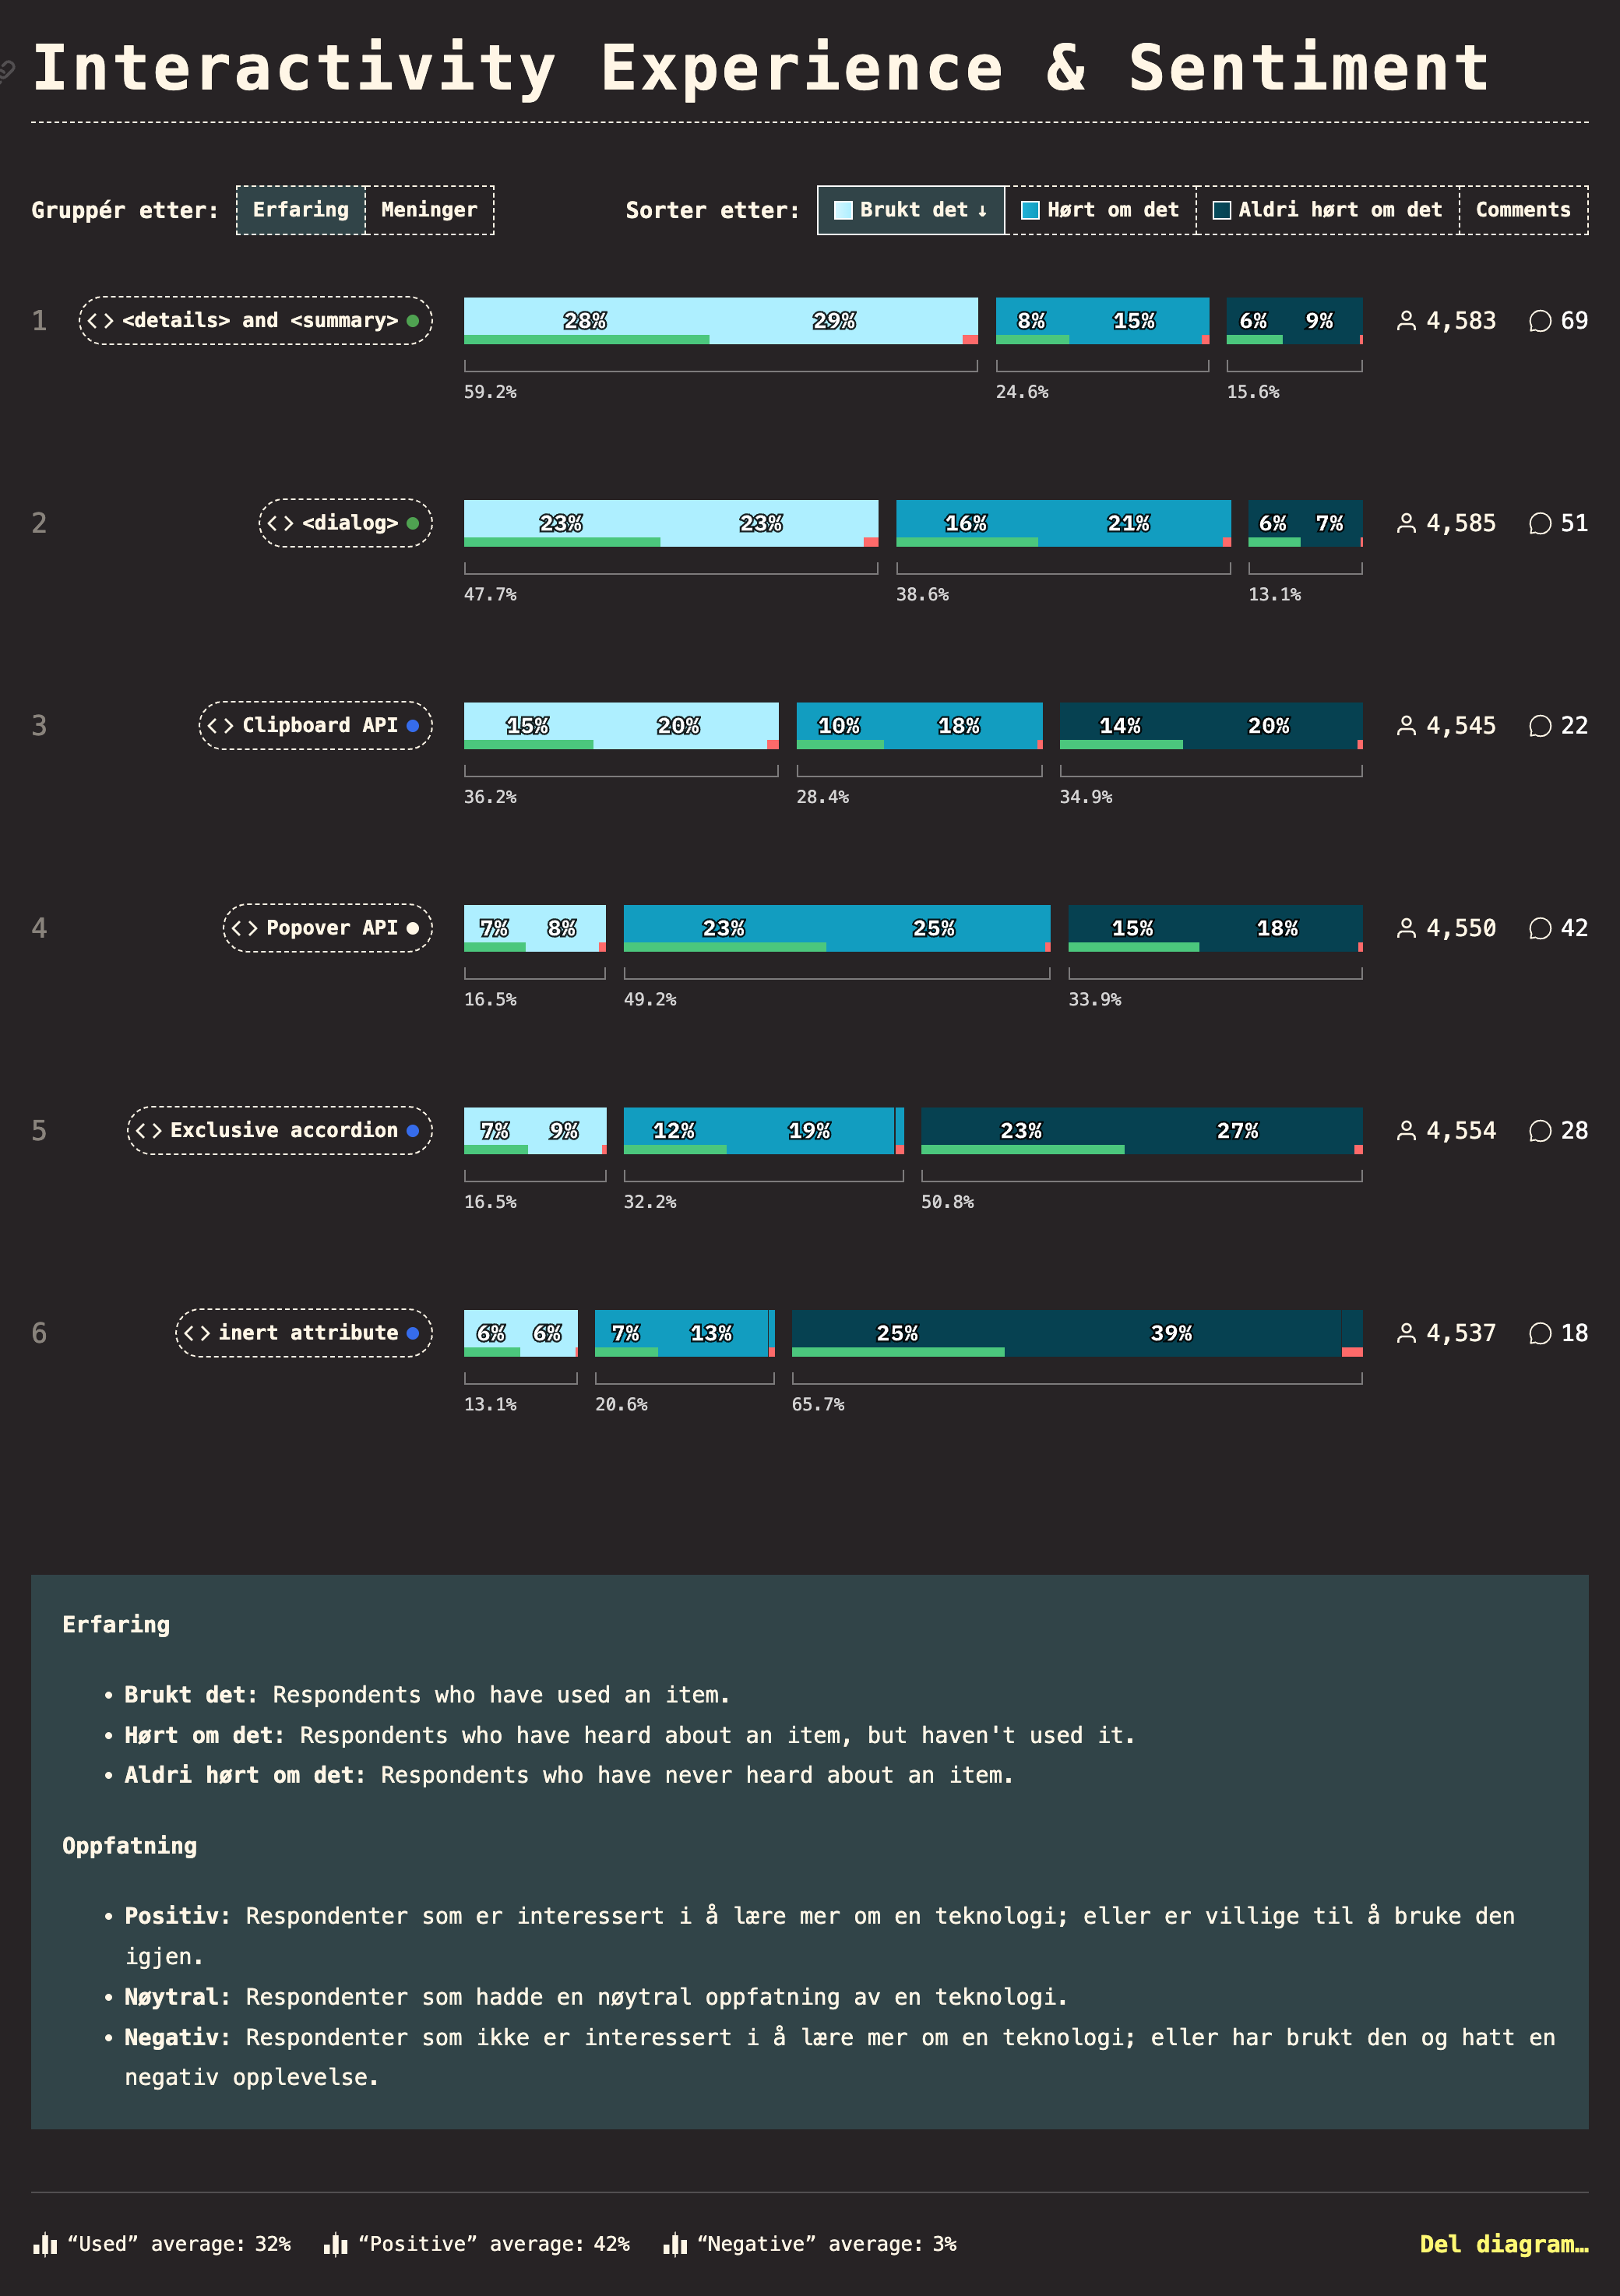 Interactivity Experience & Sentiment
Gruppér etter: Erfaring Meninger Sorter etter: Brukt det ↓ Hørt om det Aldri hørt om det Comments
1 <> <details> and <summary> 28% 29% 8% 15% 6% 9% 4,583 69
59.2% 24.6% 15.6%
2 <> <dialog> 23% 23% 16% 21% 6% 7% 4,585 51
47.7% 38.6% 13.1%
3 <> Clipboard API 15% 20% 10% 18% 14% 20% 4,545 22
36.2% 28.4% 34.9%
4 <> Popover API 7% 8% 23% 25% 15% 18% 4,550 42
16.5% 49.2% 33.9%
5 <> Exclusive accordion 7% 9% 12% 19% 23% 27% 4,554 28
16.5% 32.2% 50.8%
6 <> inert attribute 6% 6% 7% 13% 25% 39% 4,537 18
13.1% 20.6% 65.7%
Erfaring
• Brukt det: Respondents who have used an item.
• Hørt om det: Respondents who have heard about an item, but haven't used it.
• Aldri hørt om det: Respondents who have never heard about an item.
Oppfatning
• Positiv: Respondenter som er interessert i å lære mer om en teknologi; eller er villige til å bruke den
igjen.
• Nøytral: Respondenter som hadde en nøytral oppfatning av en teknologi.
• Negativ: Respondenter som ikke er interessert i å lære mer om en teknologi; eller har brukt den og hatt en
negativ opplevelse.
“Used” average: 32% “Positive” average: 42% “Negative” average: 3% Del diagram…